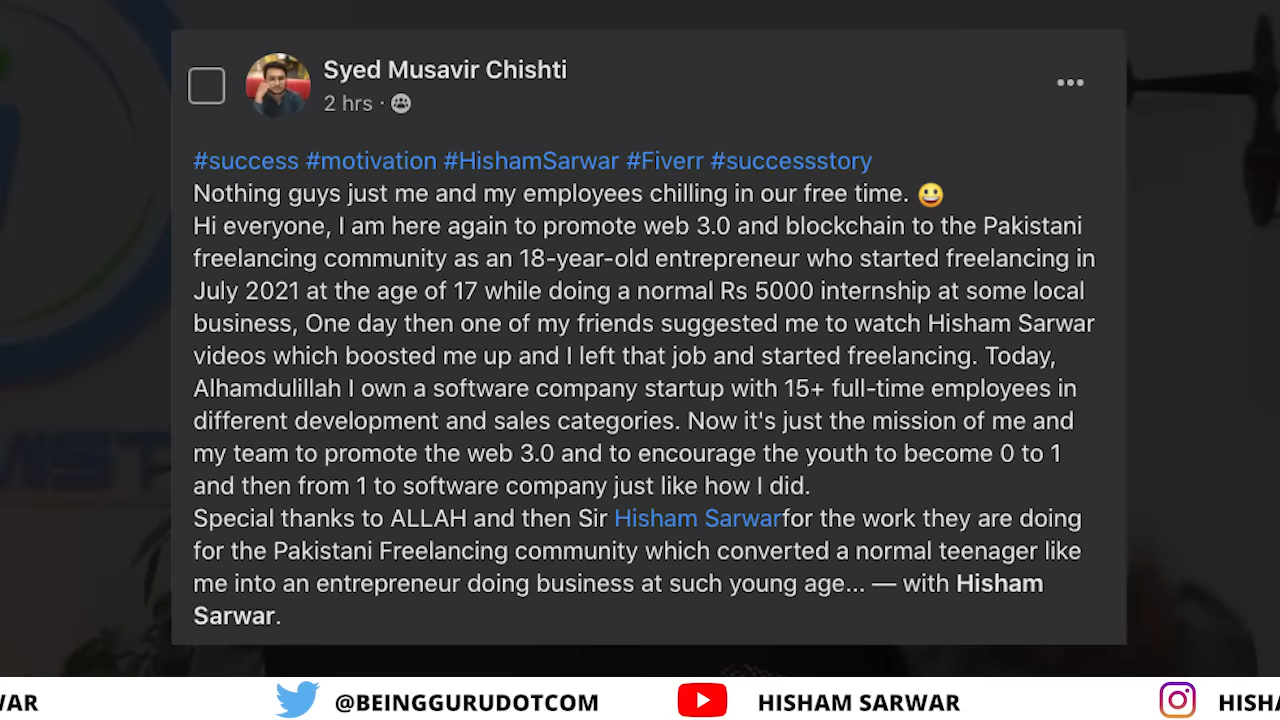 Syed Musavir Chishti
2 hrs ·
#success #motivation #HishamSarwar #Fiverr #successstory
Nothing guys just me and my employees chilling in our free time. 😀
Hi everyone, I am here again to promote web 3.0 and blockchain to the Pakistani
freelancing community as an 18-year-old entrepreneur who started freelancing in
July 2021 at the age of 17 while doing a normal Rs 5000 internship at some local
business, One day then one of my friends suggested me to watch Hisham Sarwar
videos which boosted me up and I left that job and started freelancing. Today,
Alhamdulillah I own a software company startup with 15+ full-time employees in
different development and sales categories. Now it's just the mission of me and
my team to promote the web 3.0 and to encourage the youth to become 0 to 1
and then from 1 to software company just like how I did.
Special thanks to ALLAH and then Sir Hisham Sarwarfor the work they are doing
for the Pakistani Freelancing community which converted a normal teenager like
me into an entrepreneur doing business at such young age... — with Hisham
Sarwar.
WAR @BEINGGURUDOTCOM HISHAM SARWAR HISHA